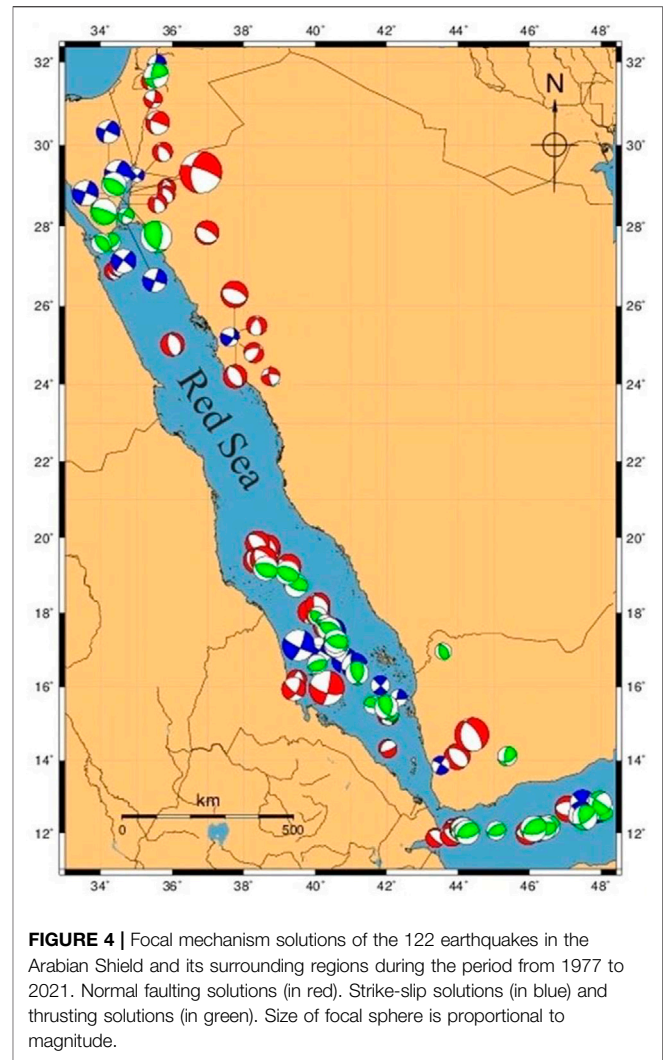 34° 36° 38° 40° 42° 44° 46° 48°
32° 32°
N
30° 30°
28° 28°
26° 26°
24° 24°
Red Sea
22° 22°
20° 20°
18° 18°
16° 16°
14° 14°
km
0 500
12° 12°
34° 36° 38° 40° 42° 44° 46° 48°
FIGURE 4 | Focal mechanism solutions of the 122 earthquakes in the
Arabian Shield and its surrounding regions during the period from 1977 to
2021. Normal faulting solutions (in red). Strike-slip solutions (in blue) and
thrusting solutions (in green). Size of focal sphere is proportional to
magnitude.